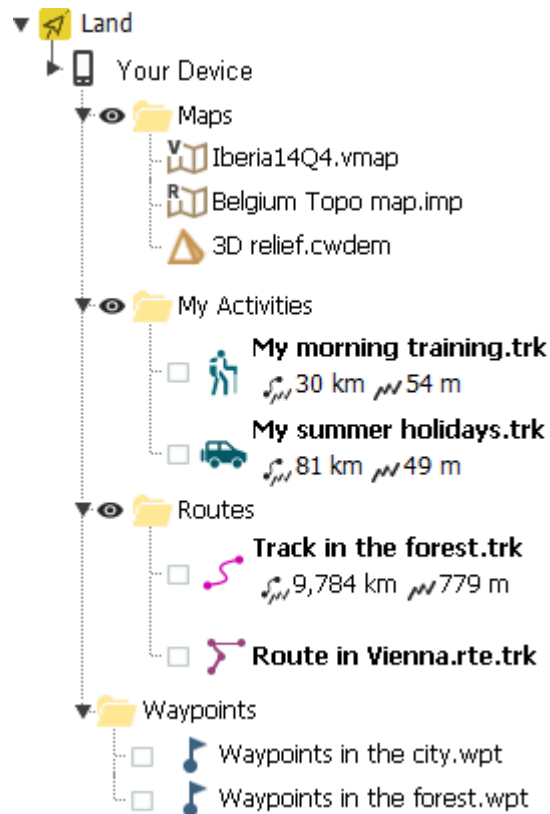 Land
Your Device
Maps
V Iberia14Q4.vmap
R Belgium Topo map.imp
3D relief.cwdem
My Activities
My morning training.trk
30 km 54 m
My summer holidays.trk
81 km 49 m
Routes
Track in the forest.trk
9,784 km 779 m
Route in Vienna.rte.trk
Waypoints
Waypoints in the city.wpt
Waypoints in the forest.wpt